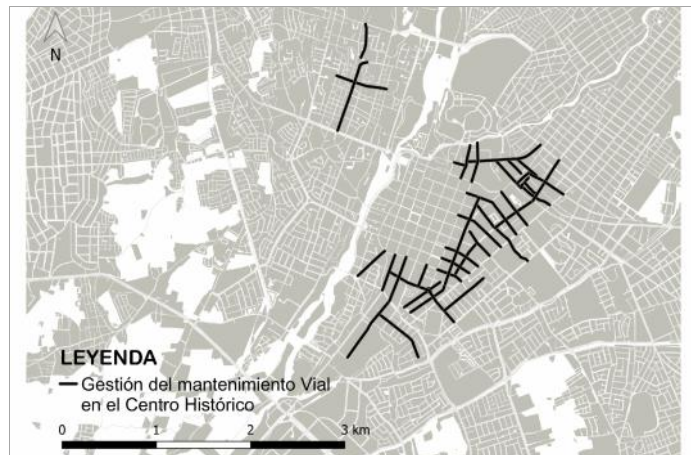 N
LEYENDA
Gestión del mantenimiento Vial
en el Centro Histórico
0 1 2 3 km